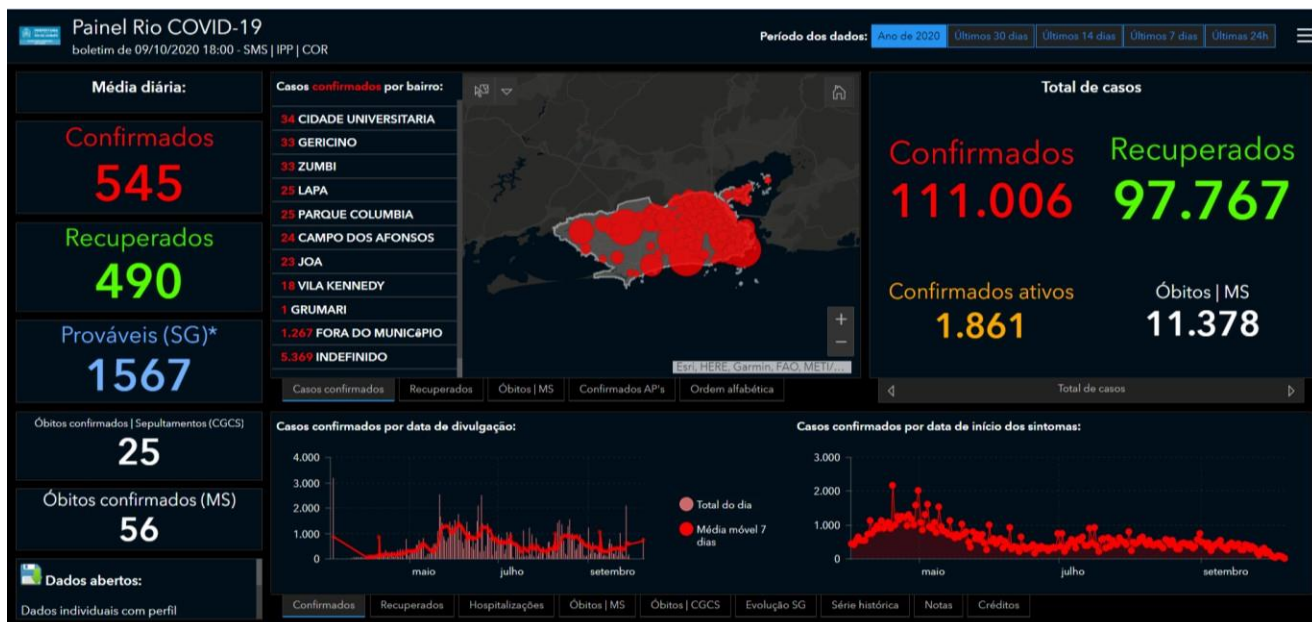 Painel Rio COVID-19
boletim de 09/10/2020 18:00 - SMS | IPP | COR
Período dos dados:
Ano de 2020
Últimos 30 dias
Últimos 14 dias
Últimos 7 dias
Últimas 24h
Média diária:
Confirmados
545
Recuperados
490
Prováveis (SG)*
1567
Óbitos confirmados | Sepultamentos (CGCS)
25
Óbitos confirmados (MS)
56
Dados abertos:
Dados individuais com perfil
Casos confirmados por bairro:
34 CIDADE UNIVERSITARIA
33 GERICINO
33 ZUMBI
25 LAPA
25 PARQUE COLUMBIA
24 CAMPO DOS AFONSOS
23 JOA
18 VILA KENNEDY
1 GRUMARI
1.267 FORA DO MUNICêPIO
5.369 INDEFINIDO
+
−
Esri, HERE, Garmin, FAO, METI/...
Casos confirmados
Recuperados
Óbitos | MS
Confirmados AP's
Ordem alfabética
Total de casos
Confirmados
111.006
Recuperados
97.767
Confirmados ativos
1.861
Óbitos | MS
11.378
Total de casos
Casos confirmados por data de divulgação:
4.000
3.000
2.000
1.000
0
maio
julho
setembro
Total do dia
Média móvel 7
dias
Casos confirmados por data de início dos sintomas:
3.000
2.000
1.000
0
maio
julho
setembro
Confirmados
Recuperados
Hospitalizações
Óbitos | MS
Óbitos | CGCS
Evolução SG
Série histórica
Notas
Créditos